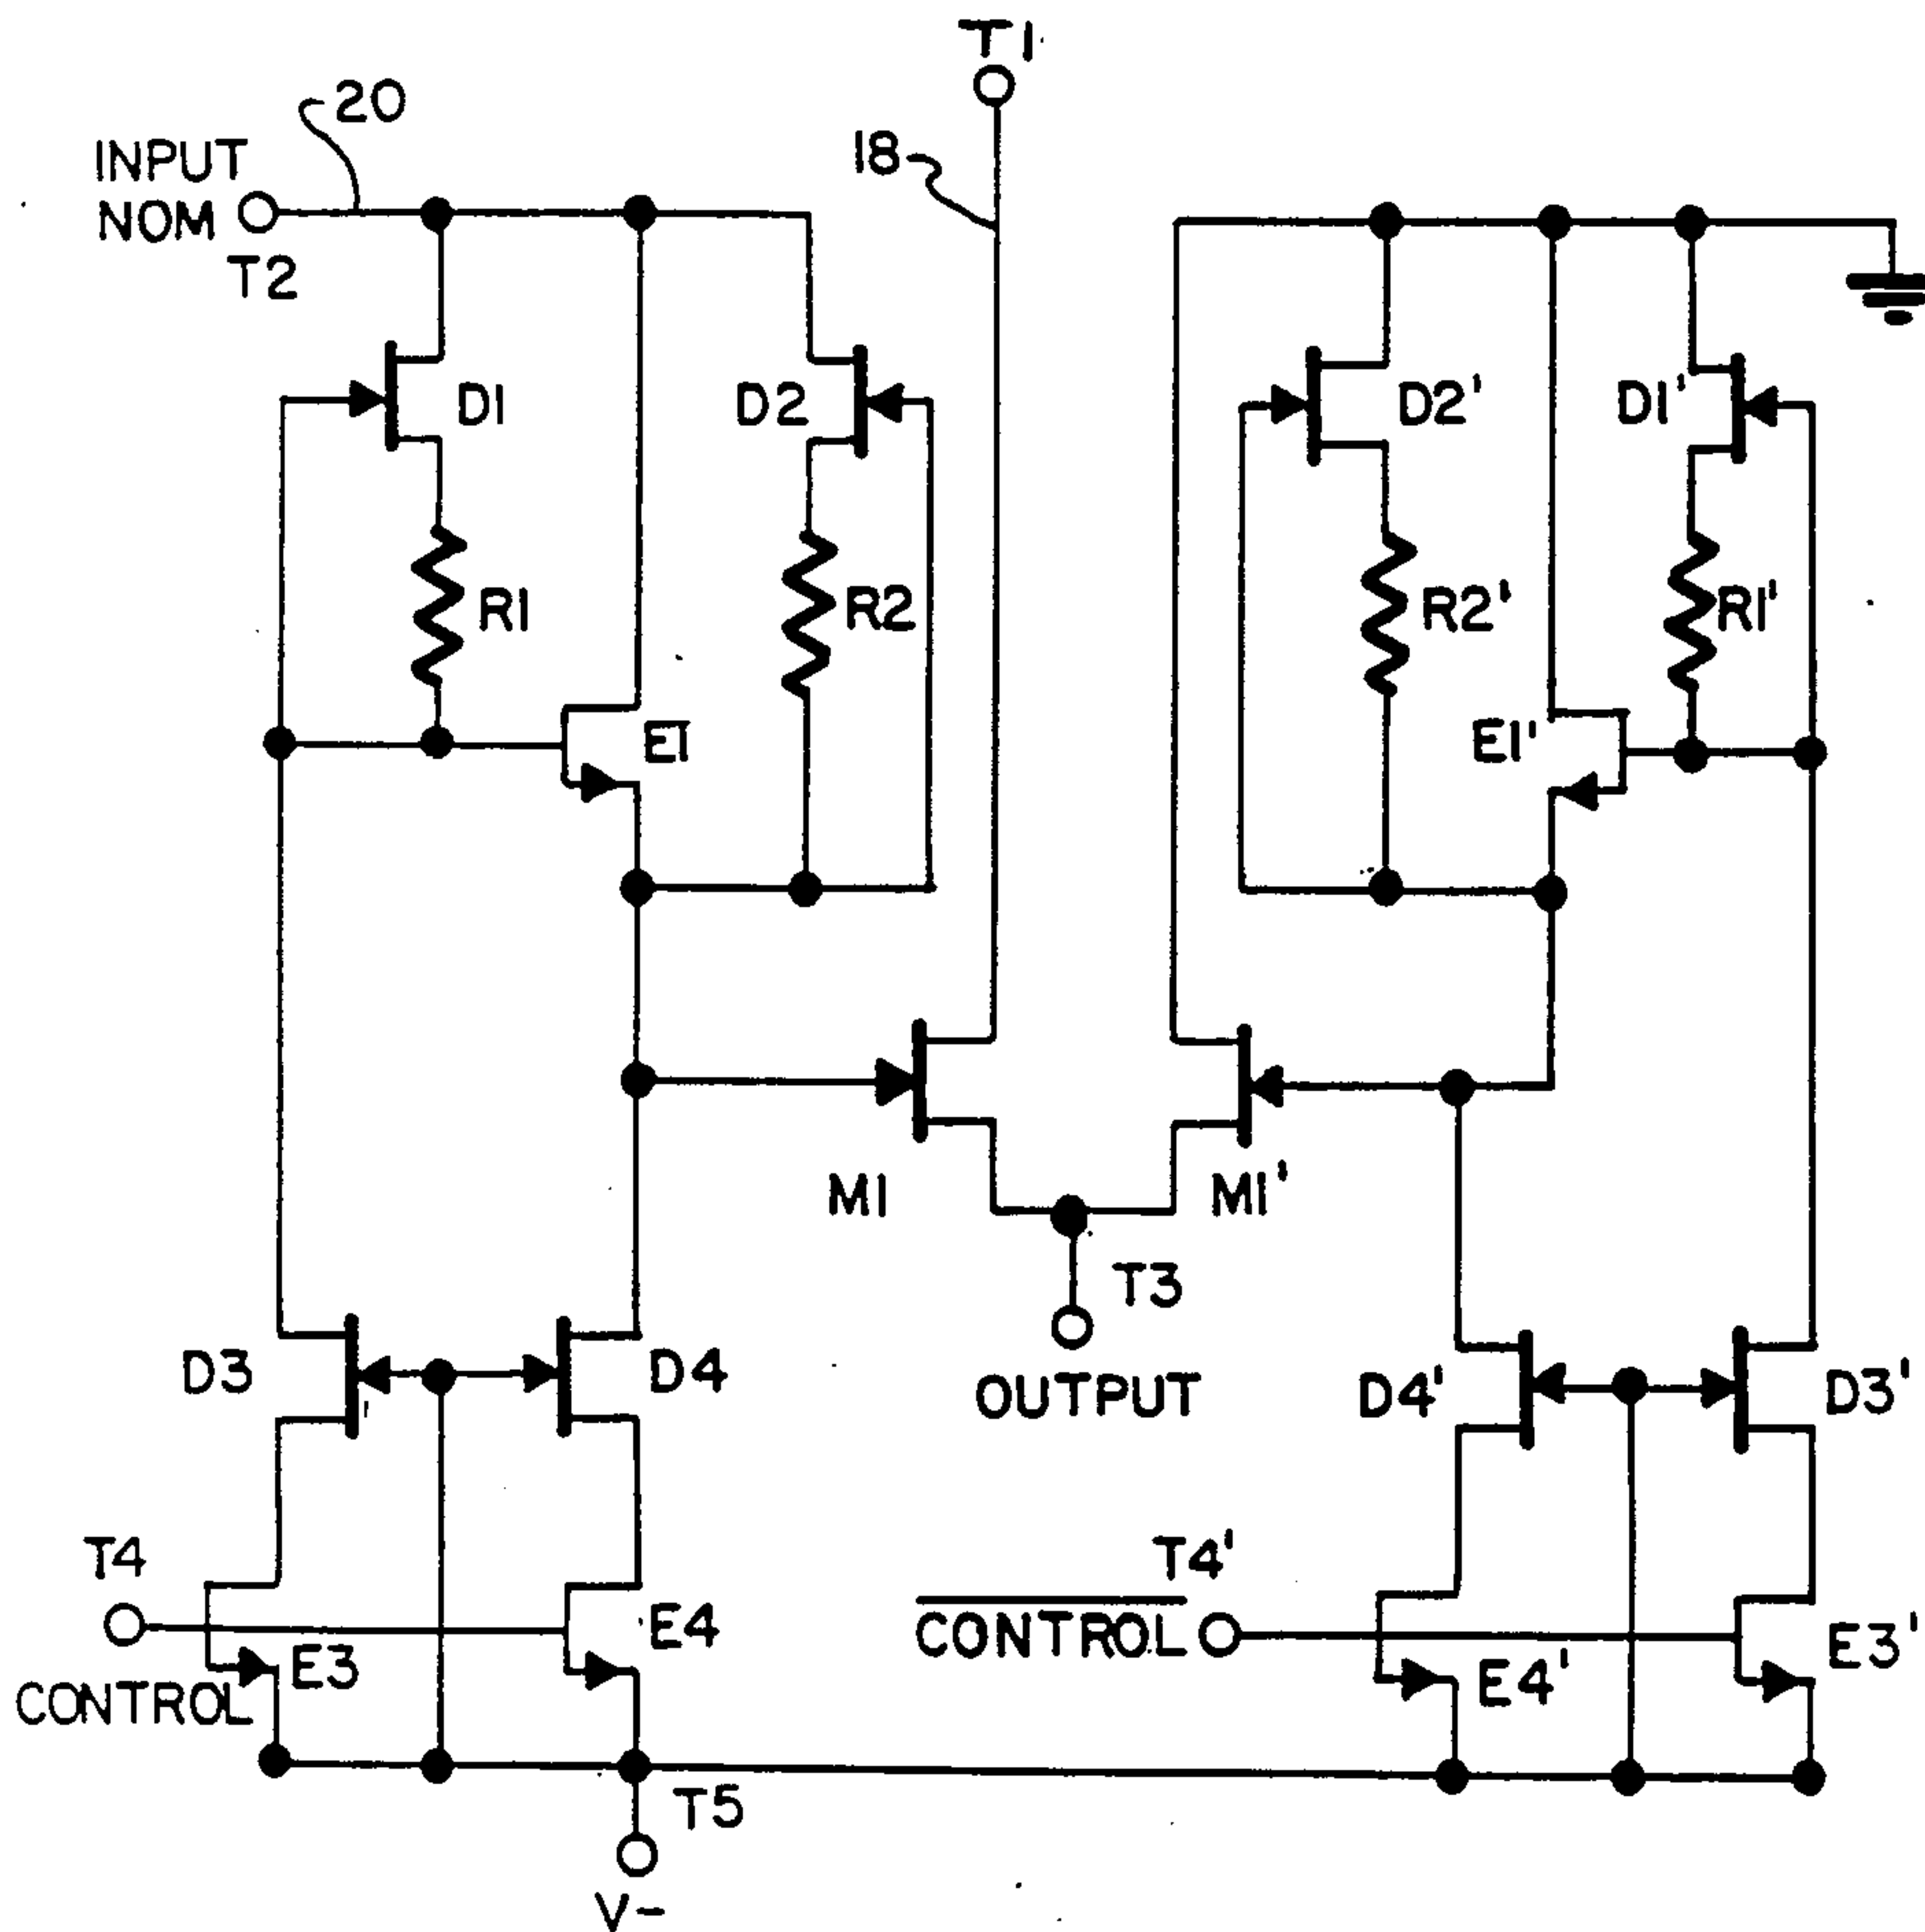 T1
20
18
INPUT
NOM
T2
D1
D2
D2'
D1'
R1
R2
R2'
R1'
E1
E1'
M1
M1'
T3
OUTPUT
D3
D4
D4'
D3'
T4
T4'
CONTROL
E3
E4
CONTROL
E4'
E3'
T5
V-